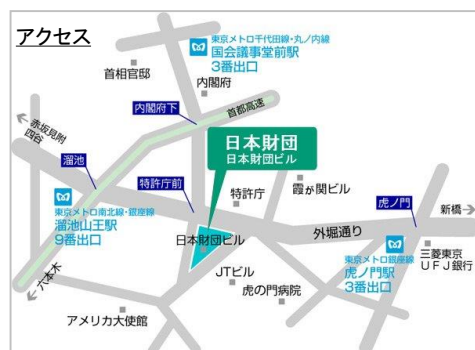 アクセス
東京メトロ千代田線・丸ノ内線
国会議事堂前駅
3番出口
首相官邸
内閣府
首都高速
内閣府下
←
赤坂見附
四谷
日本財団
日本財団ビル
溜池
特許庁前
特許庁
霞が関ビル
虎ノ門
新橋→
東京メトロ南北線・銀座線
溜池山王駅
9番出口
日本財団ビル
外堀通り
東京メトロ銀座線
虎ノ門駅
3番出口
三菱東京
UFJ銀行
JTビル
虎の門病院
←六本木
アメリカ大使館